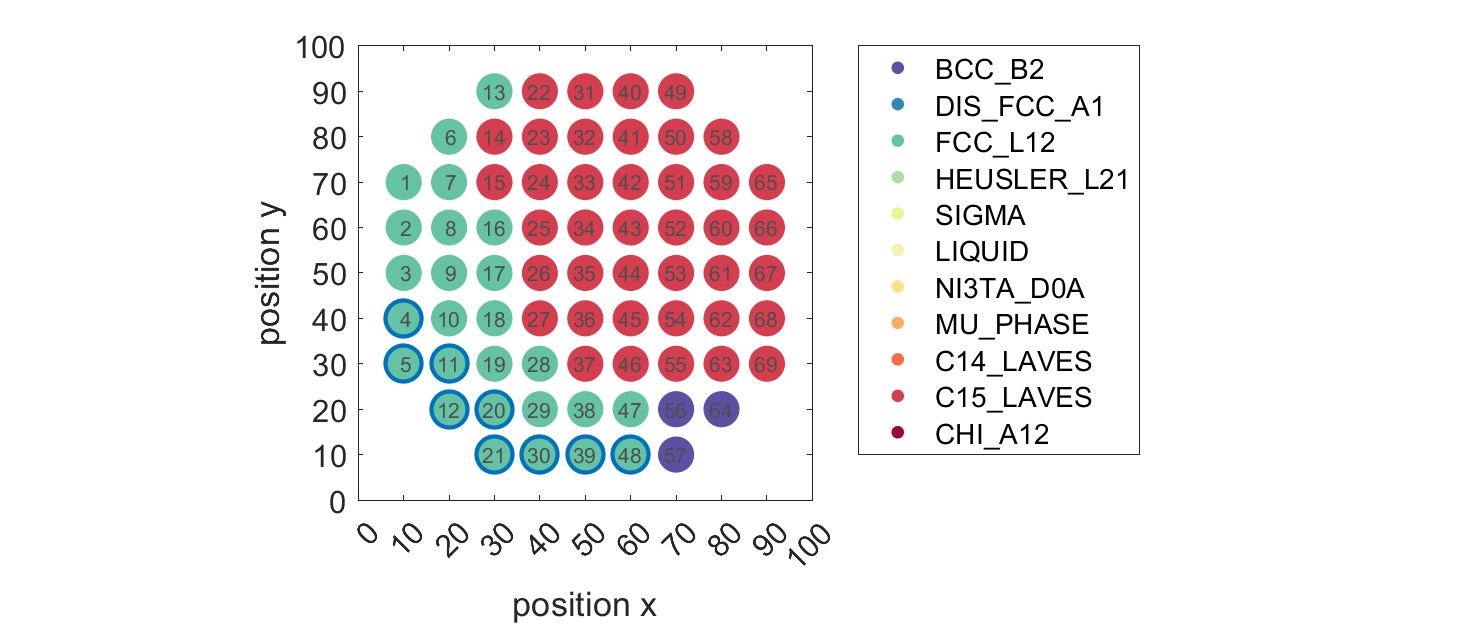 100
90
80
70
60
50
40
30
20
10
0
position y
13 22 31 40 49
6 14 23 32 41 50 58
1 7 15 24 33 42 51 59 65
2 8 16 25 34 43 52 60 66
3 9 17 26 35 44 53 61 67
4 10 18 27 36 45 54 62 68
5 11 19 28 37 46 55 63 69
12 20 29 38 47 56 64
21 30 39 48 57
0 10 20 30 40 50 60 70 80 90 100
position x
BCC_B2
DIS_FCC_A1
FCC_L12
HEUSLER_L21
SIGMA
LIQUID
NI3TA_D0A
MU_PHASE
C14_LAVES
C15_LAVES
CHI_A12